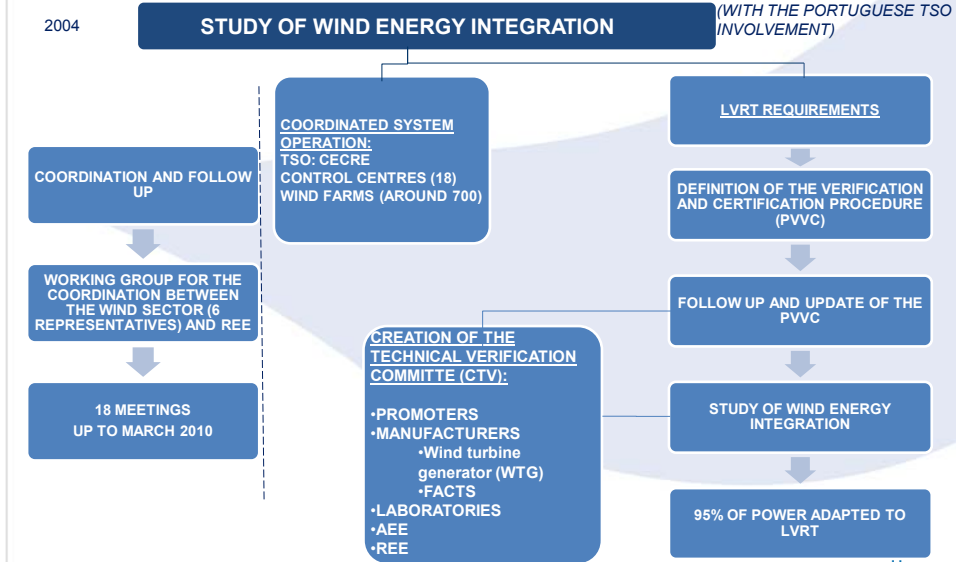 2004
STUDY OF WIND ENERGY INTEGRATION
(WITH THE PORTUGUESE TSO
INVOLVEMENT)
COORDINATION AND FOLLOW
UP
WORKING GROUP FOR THE
COORDINATION BETWEEN
THE WIND SECTOR (6
REPRESENTATIVES) AND REE
18 MEETINGS
UP TO MARCH 2010
COORDINATED SYSTEM
OPERATION:
TSO: CECRE
CONTROL CENTRES (18)
WIND FARMS (AROUND 700)
CREATION OF THE
TECHNICAL VERIFICATION
COMMITTE (CTV):
•PROMOTERS
•MANUFACTURERS
•Wind turbine
generator (WTG)
•FACTS
•LABORATORIES
•AEE
•REE
LVRT REQUIREMENTS
DEFINITION OF THE VERIFICATION
AND CERTIFICATION PROCEDURE
(PVVC)
FOLLOW UP AND UPDATE OF THE
PVVC
STUDY OF WIND ENERGY
INTEGRATION
95% OF POWER ADAPTED TO
LVRT